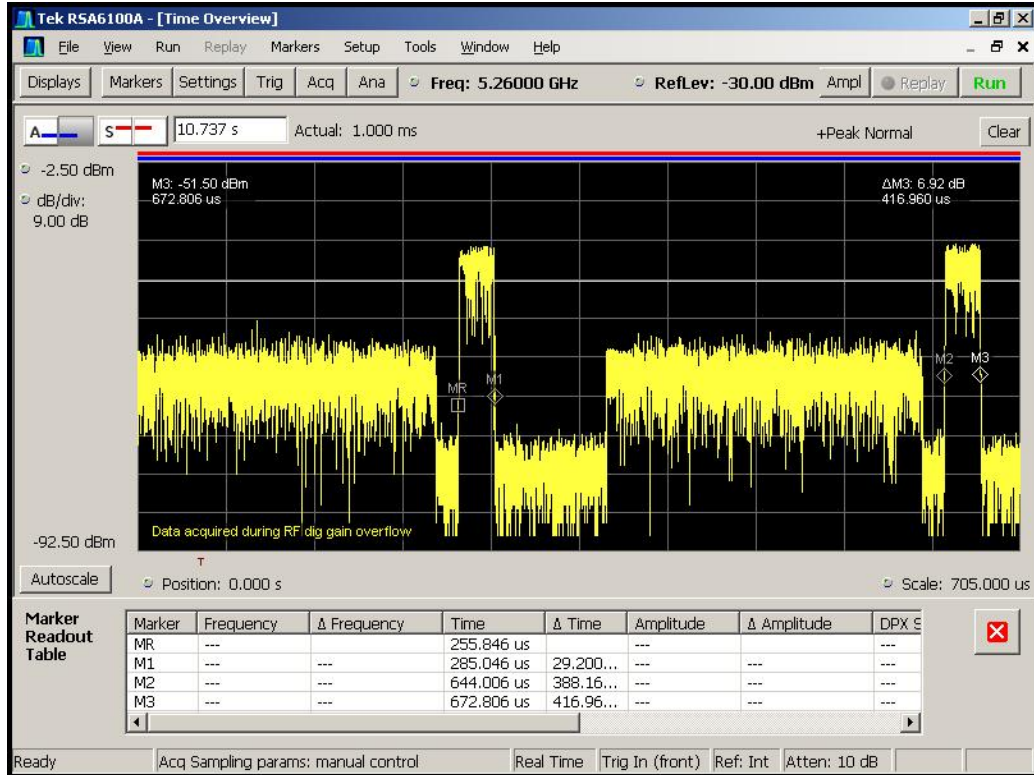 Tek RSA6100A - [Time Overview]
File View Run Replay Markers Setup Tools Window Help
Displays Markers Settings Trig Acq Ana Freq: 5.26000 GHz RefLev: -30.00 dBm Ampl Replay Run
A S 10.737 s Actual: 1.000 ms +Peak Normal Clear
-2.50 dBm
dB/div:
9.00 dB
M3: -51.50 dBm
672.806 us
ΔM3: 6.92 dB
416.960 us
MR M1 M2 M3
Data acquired during RF dig gain overflow
-92.50 dBm
T
Autoscale Position: 0.000 s Scale: 705.000 us
Marker Readout Table
Marker Frequency Δ Frequency Time Δ Time Amplitude Δ Amplitude DPX S
MR --- 255.846 us --- ---
M1 --- --- 285.046 us 29.200... --- --- ---
M2 --- --- 644.006 us 388.16... --- --- ---
M3 --- --- 672.806 us 416.96... --- --- ---
Ready Acq Sampling params: manual control Real Time Trig In (front) Ref: Int Atten: 10 dB